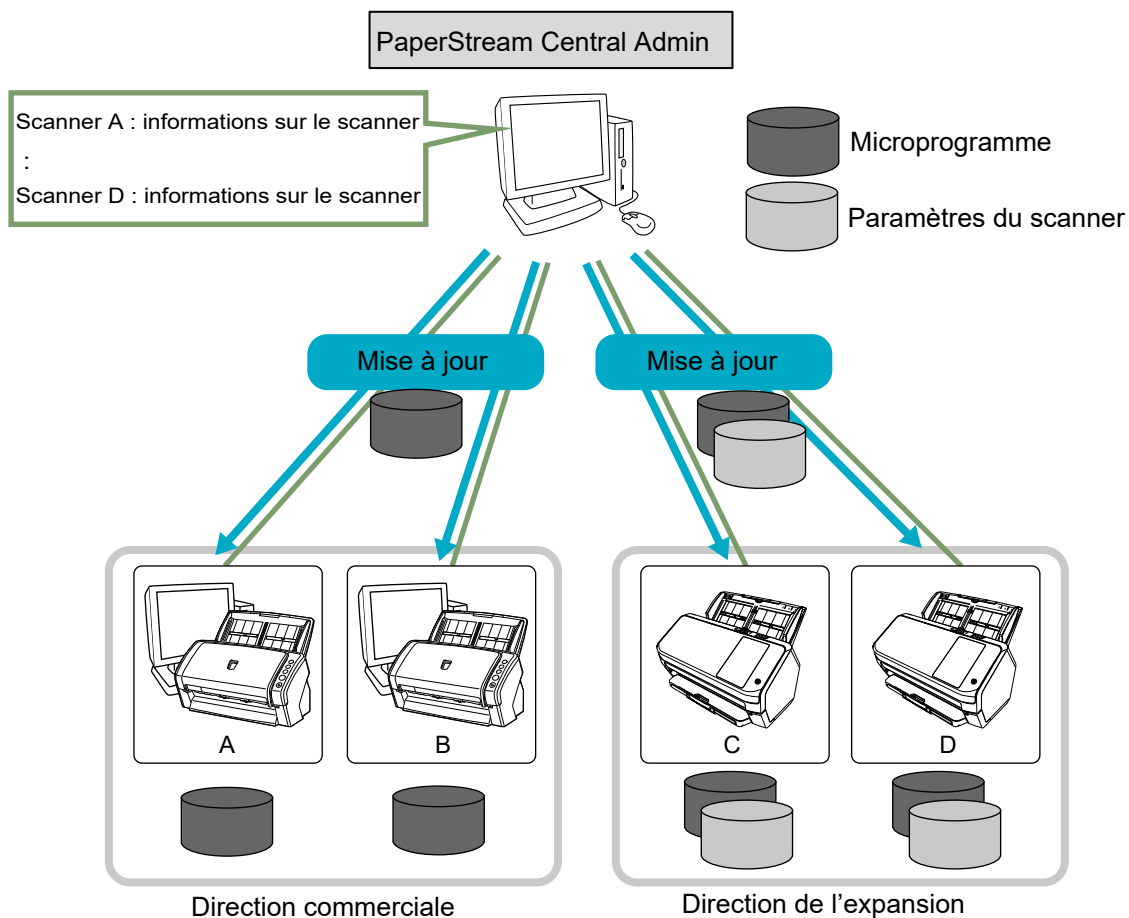 PaperStream Central Admin
Scanner A : informations sur le scanner
:
Scanner D : informations sur le scanner
Microprogramme
Paramètres du scanner
Mise à jour
Mise à jour
A
B
C
D
Direction commerciale
Direction de l’expansion